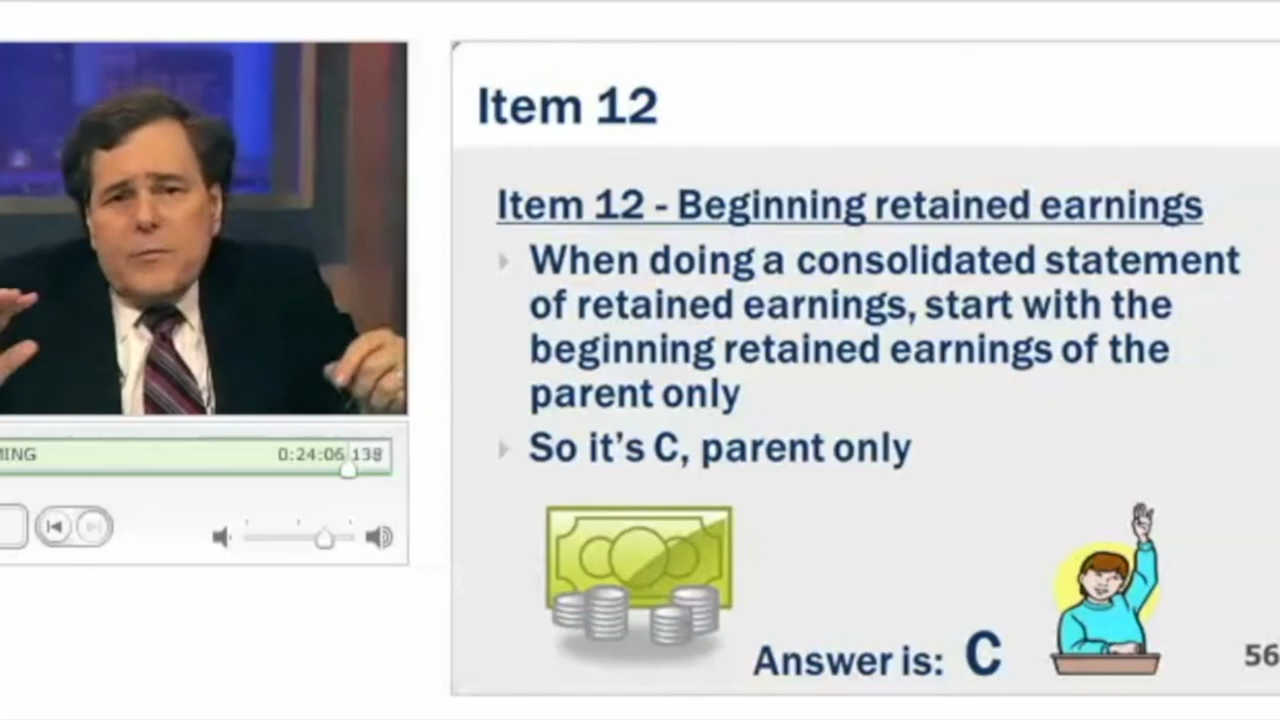 Item 12
Item 12 - Beginning retained earnings
When doing a consolidated statement
of retained earnings, start with the
beginning retained earnings of the
parent only
So it's C, parent only
Answer is: C
56
MING 0:24:06 138